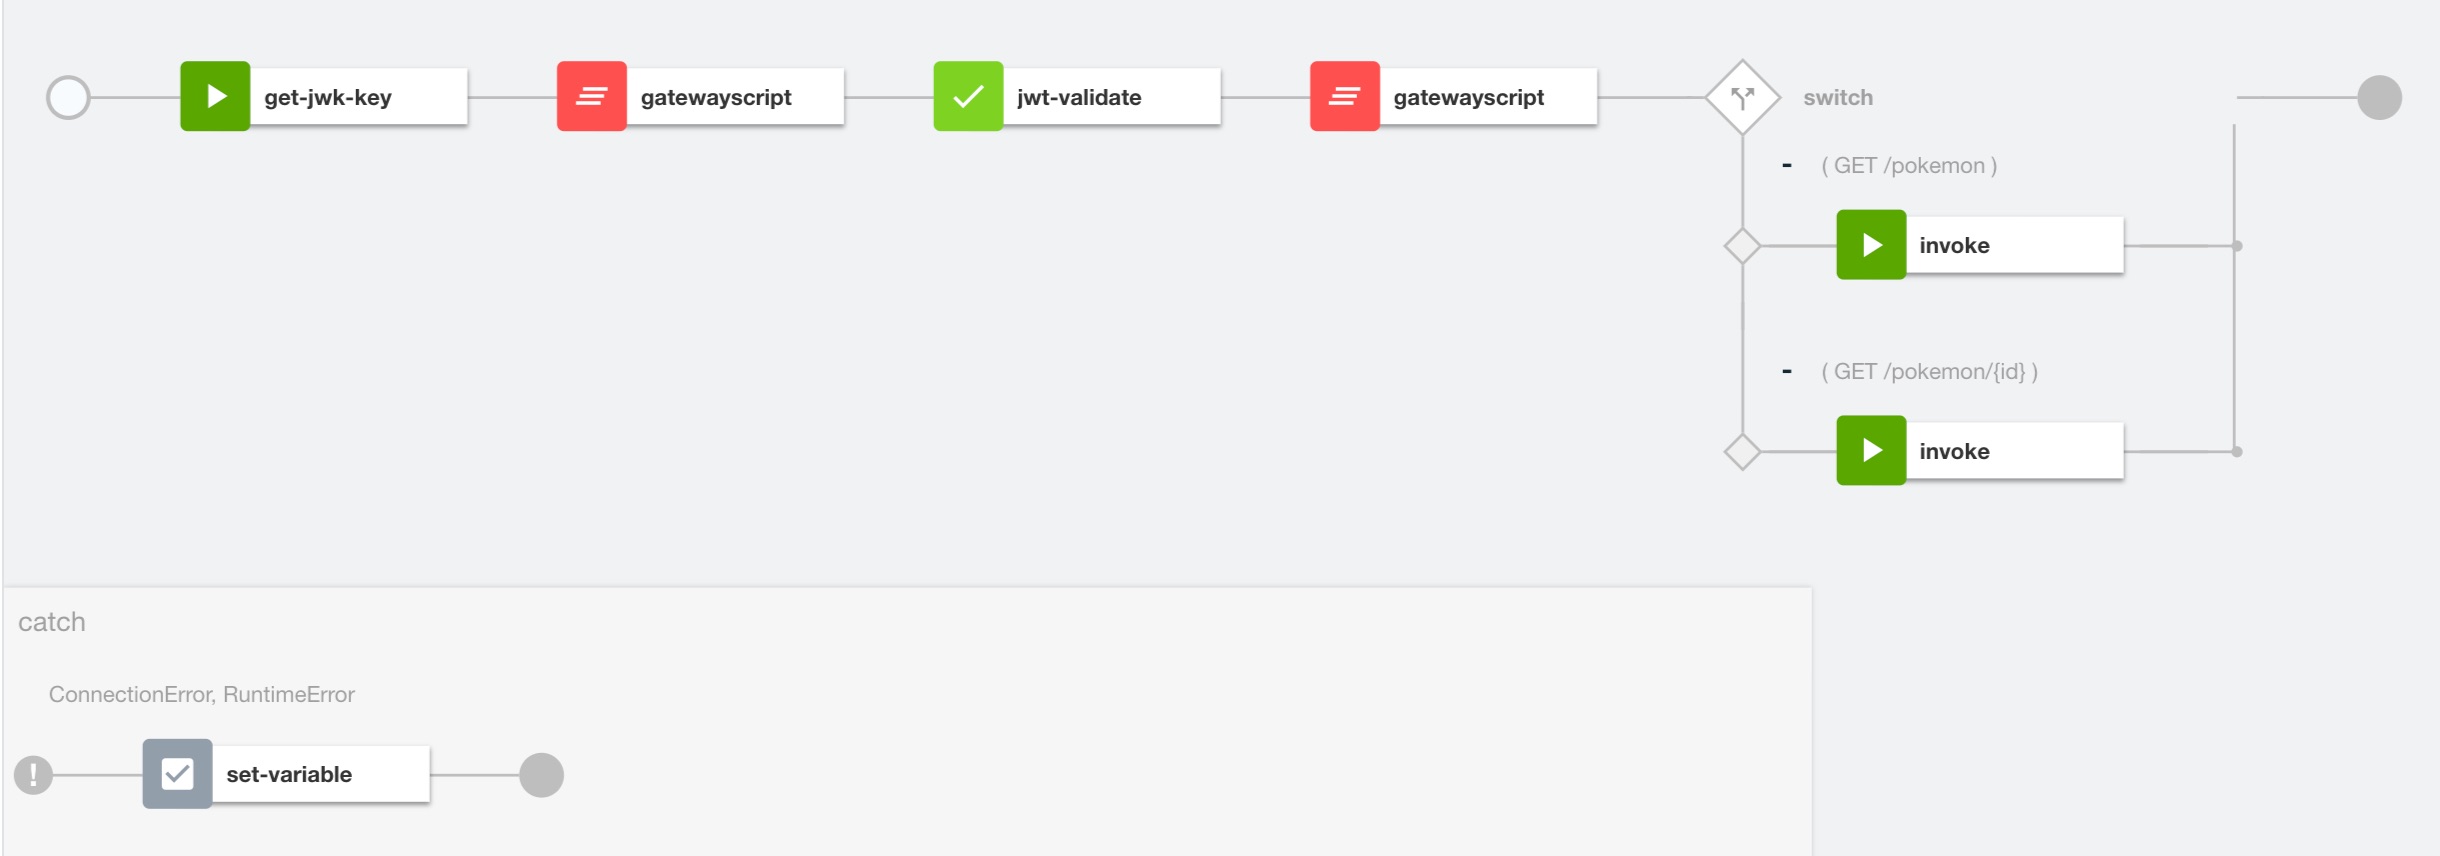 get-jwk-key
gatewayscript
jwt-validate
gatewayscript
switch
- ( GET /pokemon )
invoke
- ( GET /pokemon/{id} )
invoke
catch
ConnectionError, RuntimeError
! set-variable